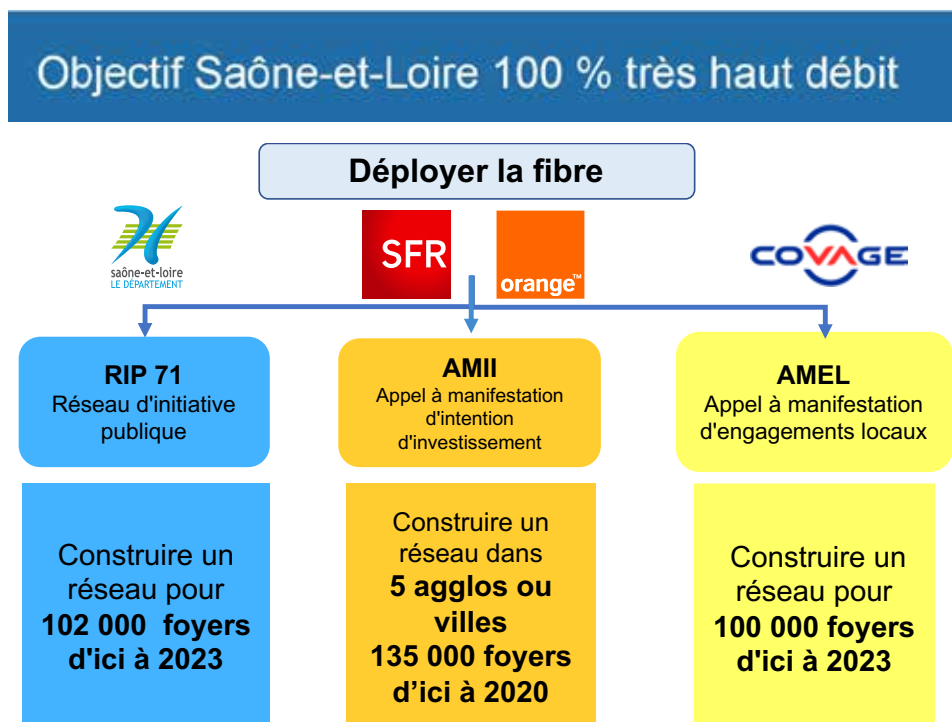 Objectif Saône-et-Loire 100 % très haut débit
Déployer la fibre
saône-et-loire
LE DÉPARTEMENT
SFR
orange™
COVAGE
RIP 71
Réseau d'initiative
publique
AMII
Appel à manifestation
d'intention
d'investissement
AMEL
Appel à manifestation
d'engagements locaux
Construire un
réseau pour
102 000 foyers
d'ici à 2023
Construire un
réseau dans
5 agglos ou
villes
135 000 foyers
d’ici à 2020
Construire un
réseau pour
100 000 foyers
d'ici à 2023